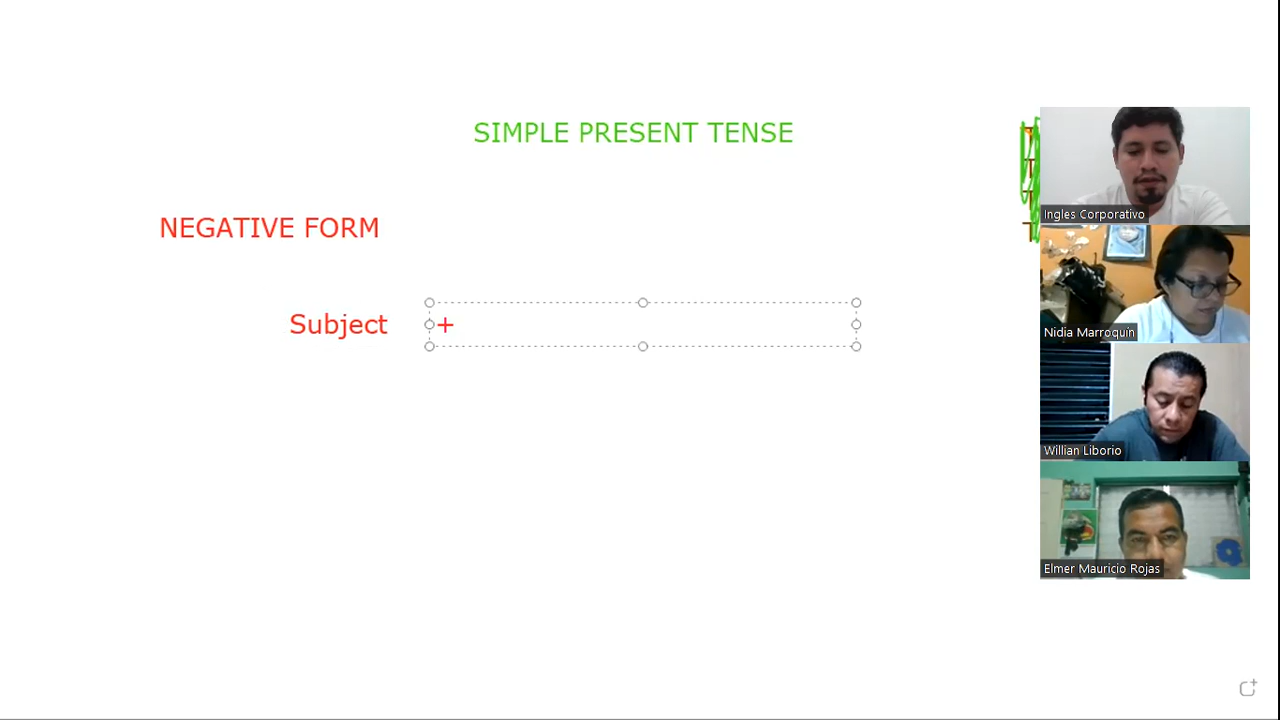 SIMPLE PRESENT TENSE
NEGATIVE FORM
Subject +
Ingles Corporativo
Nidia Marroquin
Willian Liborio
Elmer Mauricio Rojas